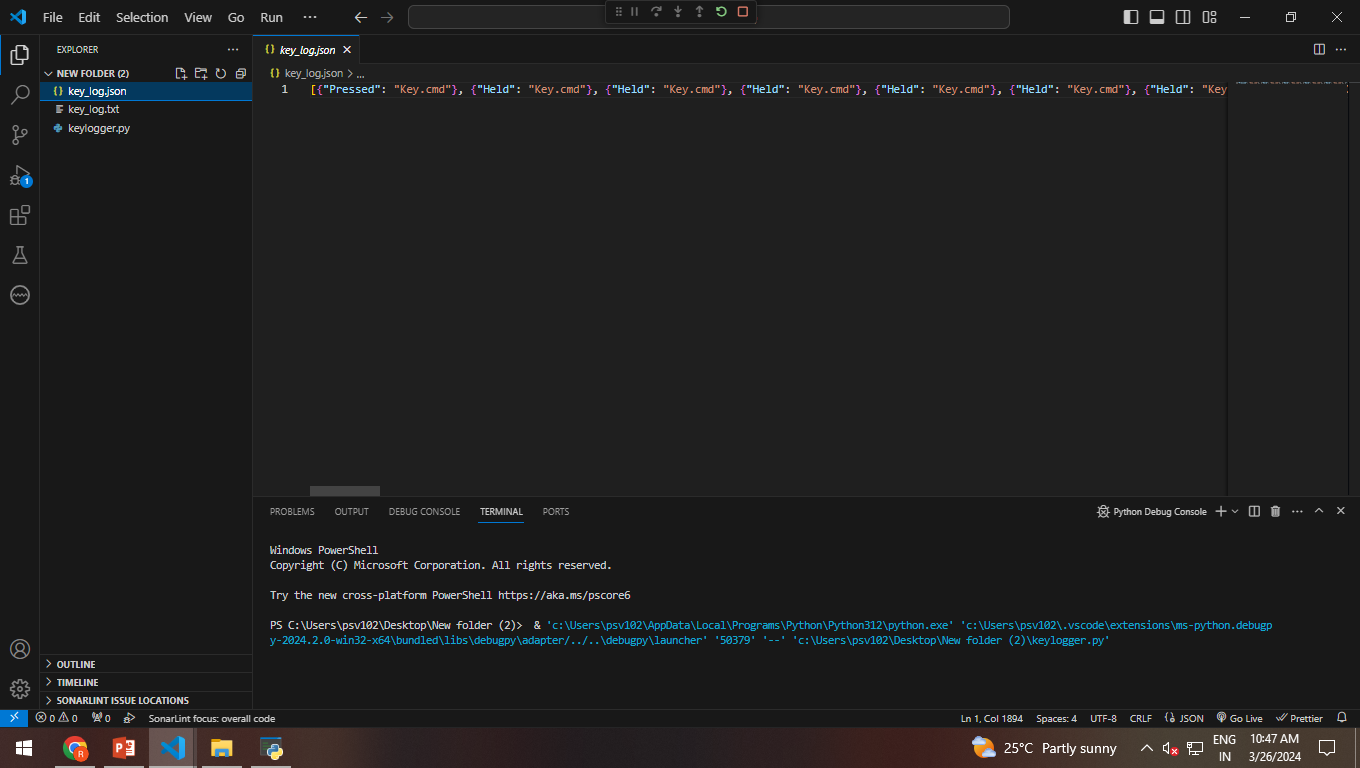 File Edit Selection View Go Run ···
EXPLORER ···
NEW FOLDER (2)
{} key_log.json
key_log.txt
keylogger.py
OUTLINE
TIMELINE
SONARLINT ISSUE LOCATIONS
{} key_log.json
{} key_log.json > ...
1 [{"Pressed": "Key.cmd"}, {"Held": "Key.cmd"}, {"Held": "Key.cmd"}, {"Held": "Key.cmd"}, {"Held": "Key.cmd"}, {"Held": "Key.cmd"}, {"Held": "Key
1
PROBLEMS OUTPUT DEBUG CONSOLE TERMINAL PORTS
Python Debug Console
Windows PowerShell
Copyright (C) Microsoft Corporation. All rights reserved.
Try the new cross-platform PowerShell https://aka.ms/pscore6
PS C:\Users\psv102\Desktop\New folder (2)>  & 'c:\Users\psv102\AppData\Local\Programs\Python\Python312\python.exe' 'c:\Users\psv102\.vscode\extensions\ms-python.debugp
y-2024.2.0-win32-x64\bundled\libs\debugpy\adapter/../..\debugpy\launcher' '50379' '--' 'c:\Users\psv102\Desktop\New folder (2)\keylogger.py'
0 0 0 SonarLint focus: overall code
Ln 1, Col 1894 Spaces: 4 UTF-8 CRLF {} JSON Go Live Prettier
R
25°C Partly sunny
ENG
IN
10:47 AM
3/26/2024